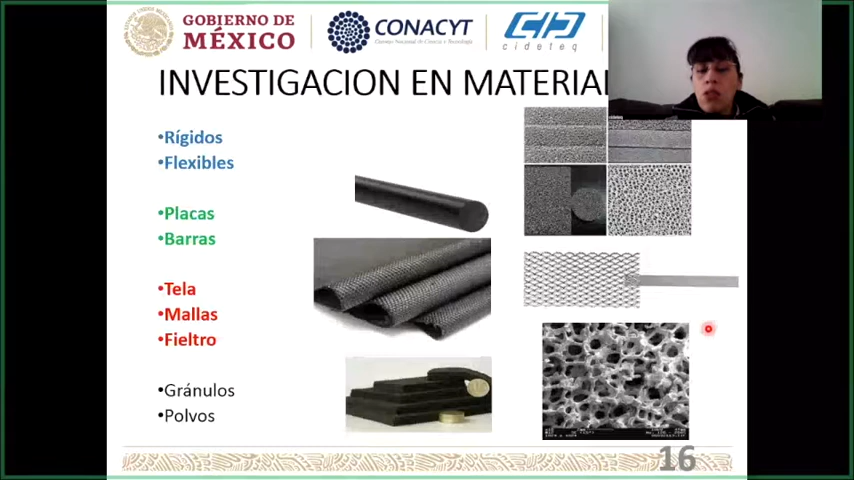 GOBIERNO DE
MÉXICO
CONACYT
Consejo Nacional de Ciencia y Tecnología
cideteq
INVESTIGACION EN MATERIAL
•Rígidos
•Flexibles
•Placas
•Barras
•Tela
•Mallas
•Fieltro
•Gránulos
•Polvos
16